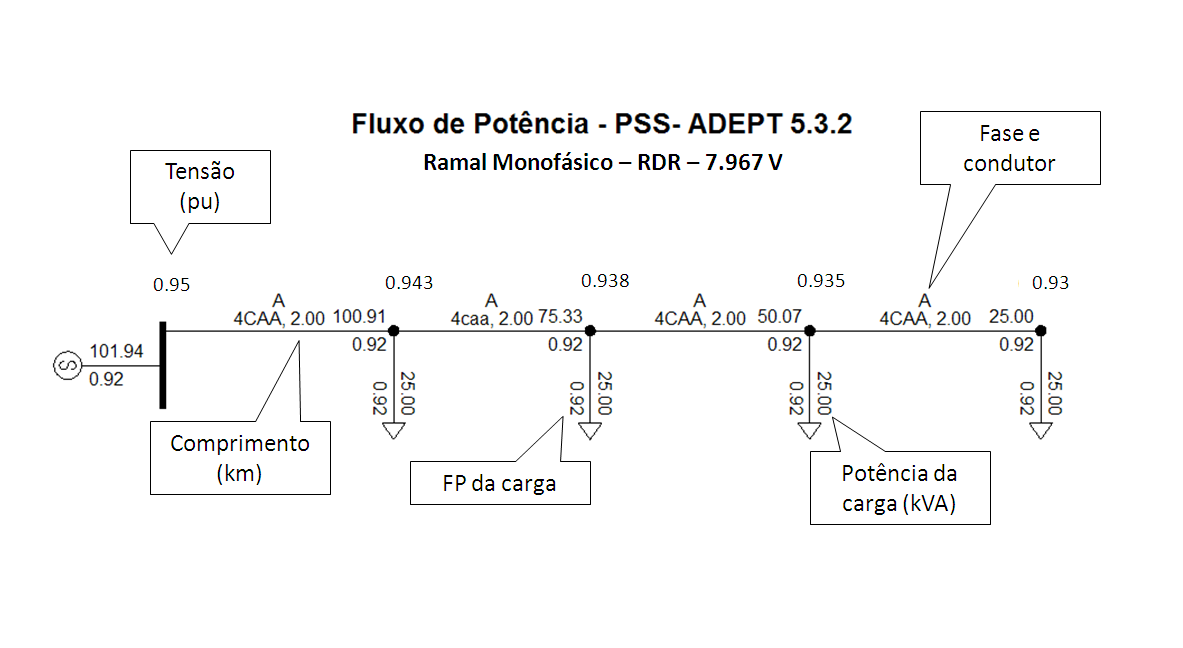 Fluxo de Potência - PSS- ADEPT 5.3.2
Ramal Monofásico – RDR – 7.967 V
Tensão
(pu)
Fase e
condutor
0.95
0.943
0.938
0.935
0.93
A
4CAA, 2.00
100.91
0.92
A
4caa, 2.00
75.33
0.92
A
4CAA, 2.00
50.07
0.92
A
4CAA, 2.00
25.00
0.92
S
101.94
0.92
25.00
0.92
25.00
0.92
25.00
0.92
25.00
0.92
Comprimento
(km)
FP da carga
Potência da
carga (kVA)